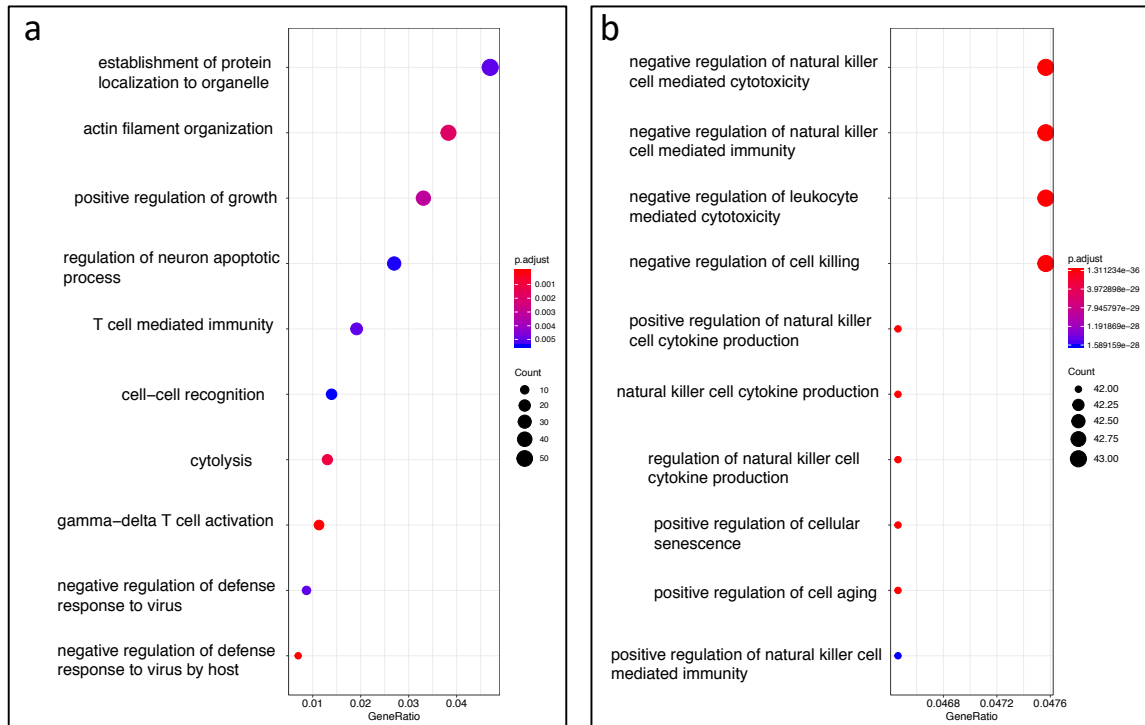 a
establishment of protein
localization to organelle
actin filament organization
positive regulation of growth
regulation of neuron apoptotic
process
T cell mediated immunity
cell−cell recognition
cytolysis
gamma−delta T cell activation
negative regulation of defense
response to virus
negative regulation of defense
response to virus by host
0.01 0.02 0.03 0.04
GeneRatio
p.adjust
0.001
0.002
0.003
0.004
0.005
Count
10
20
30
40
50
b
negative regulation of natural killer
cell mediated cytotoxicity
negative regulation of natural killer
cell mediated immunity
negative regulation of leukocyte
mediated cytotoxicity
negative regulation of cell killing
positive regulation of natural killer
cell cytokine production
natural killer cell cytokine production
regulation of natural killer cell
cytokine production
positive regulation of cellular
senescence
positive regulation of cell aging
positive regulation of natural killer cell
mediated immunity
0.0468 0.0472 0.0476
GeneRatio
p.adjust
1.311234e−36
3.972898e−29
7.945797e−29
1.191869e−28
1.589159e−28
Count
42.00
42.25
42.50
42.75
43.00